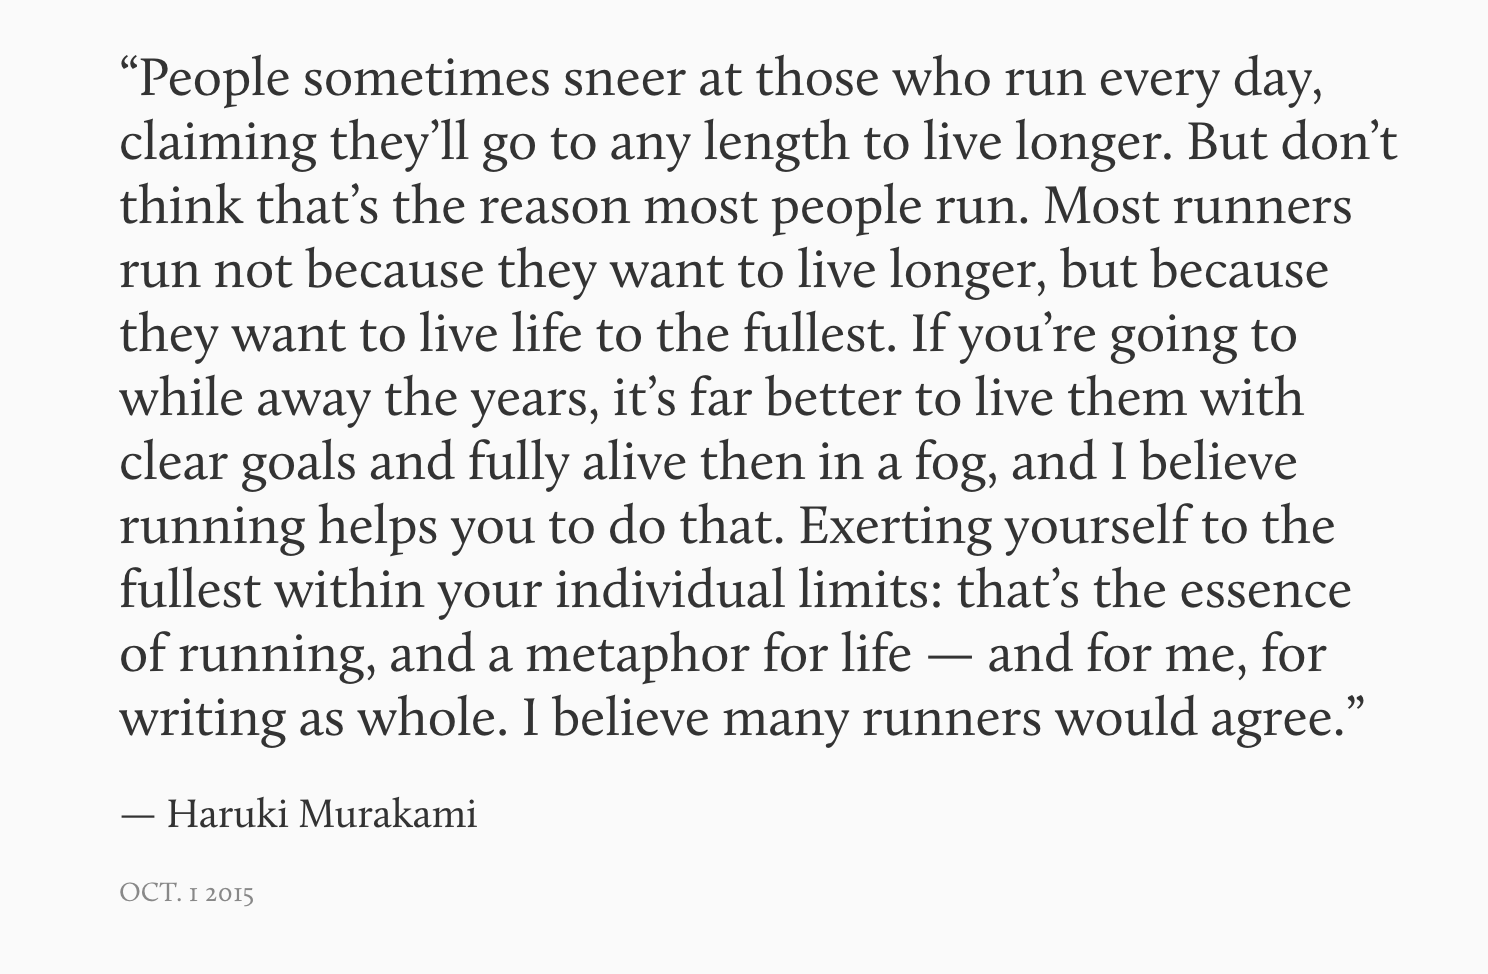 “People sometimes sneer at those who run every day,
claiming they’ll go to any length to live longer. But don’t
think that’s the reason most people run. Most runners
run not because they want to live longer, but because
they want to live life to the fullest. If you’re going to
while away the years, it’s far better to live them with
clear goals and fully alive then in a fog, and I believe
running helps you to do that. Exerting yourself to the
fullest within your individual limits: that’s the essence
of running, and a metaphor for life — and for me, for
writing as whole. I believe many runners would agree.”
— Haruki Murakami
OCT. 1 2015